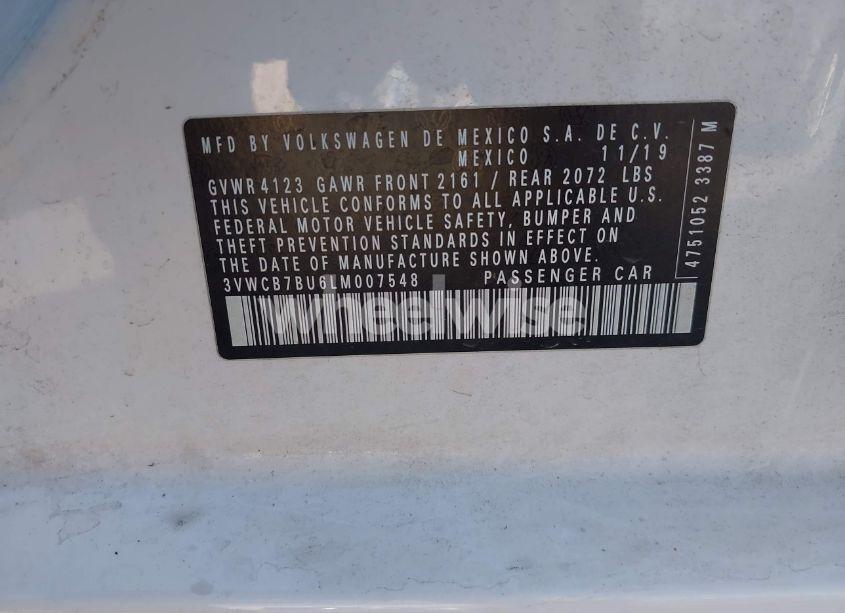 MFD BY VOLKSWAGEN DE MEXICO S.A. DE C.V.
MEXICO 11/19
GVWR 4123 GAWR FRONT 2161 / REAR 2072 LBS
THIS VEHICLE CONFORMS TO ALL APPLICABLE U.S.
FEDERAL MOTOR VEHICLE SAFETY, BUMPER AND
THEFT PREVENTION STANDARDS IN EFFECT ON
THE DATE OF MANUFACTURE SHOWN ABOVE.
3VWCB7BU6LM007548 PASSENGER CAR
4751052 3387 M
wheelwise